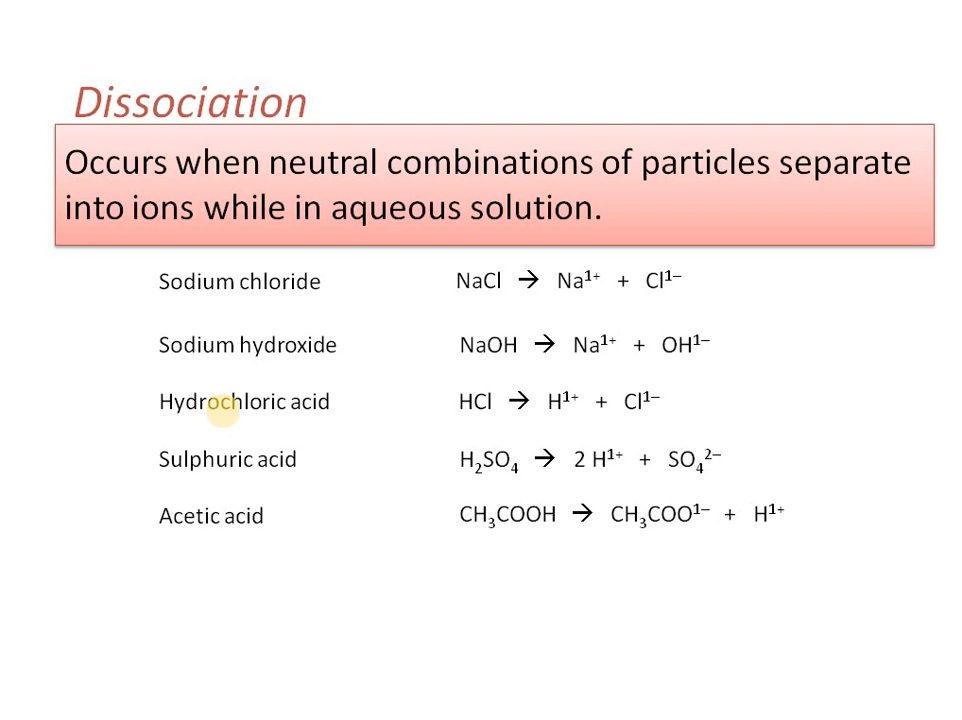 Dissociation
Occurs when neutral combinations of particles separate
into ions while in aqueous solution.
Sodium chloride NaCl → Na¹⁺ + Cl¹⁻
Sodium hydroxide NaOH → Na¹⁺ + OH¹⁻
Hydrochloric acid HCl → H¹⁺ + Cl¹⁻
Sulphuric acid H₂SO₄ → 2 H¹⁺ + SO₄²⁻
Acetic acid CH₃COOH → CH₃COO¹⁻ + H¹⁺